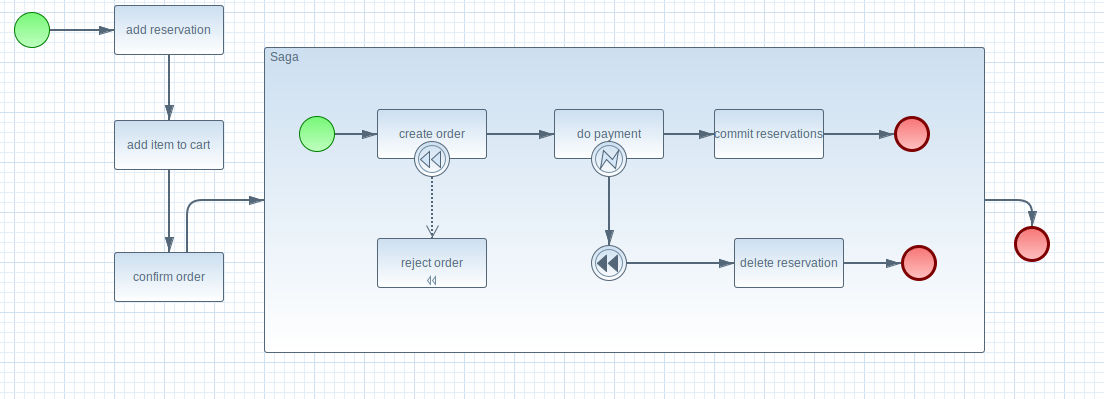 add reservation
Saga
create order
do payment
commit reservations
add item to cart
reject order
delete reservation
confirm order